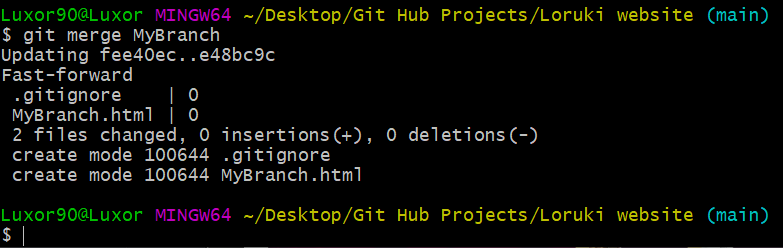 Luxor90@Luxor MINGW64 ~/Desktop/Git Hub Projects/Loruki website (main)
$ git merge MyBranch
Updating fee40ec..e48bc9c
Fast-forward
 .gitignore    | 0
 MyBranch.html | 0
 2 files changed, 0 insertions(+), 0 deletions(-)
 create mode 100644 .gitignore
 create mode 100644 MyBranch.html
Luxor90@Luxor MINGW64 ~/Desktop/Git Hub Projects/Loruki website (main)
$